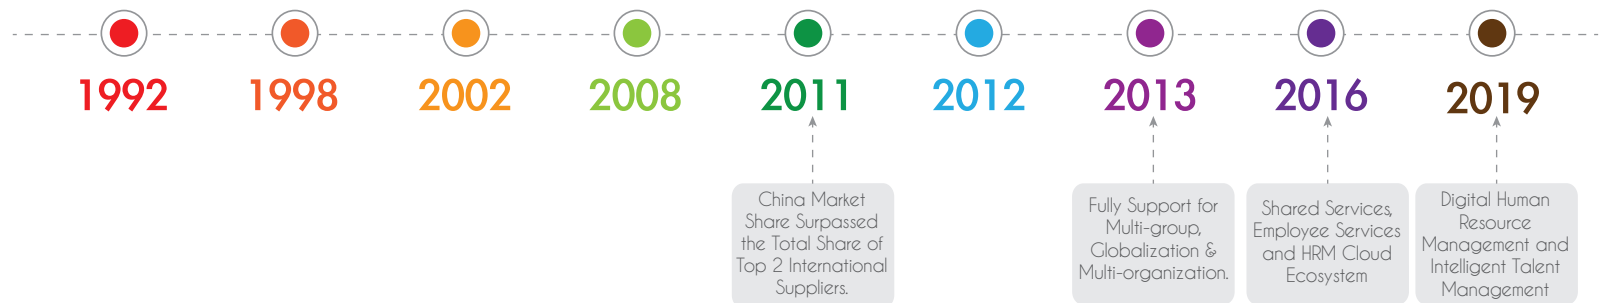 1992 1998 2002 2008 2011 2012 2013 2016 2019
China Market
Share Surpassed
the Total Share of
Top 2 International
Suppliers.
Fully Support for
Multi-group,
Globalization &
Multi-organization.
Shared Services,
Employee Services
and HRM Cloud
Ecosystem
Digital Human
Resource
Management and
Intelligent Talent
Management